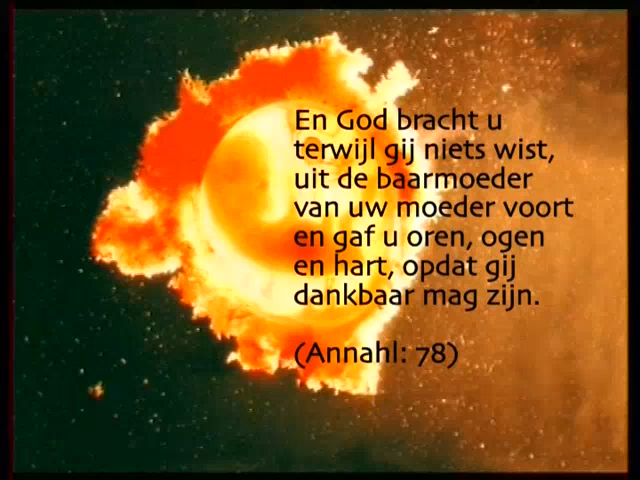 En God bracht u
terwijl gij niets wist,
uit de baarmoeder
van uw moeder voort
en gaf u oren, ogen
en hart, opdat gij
dankbaar mag zijn.
(Annahl: 78)